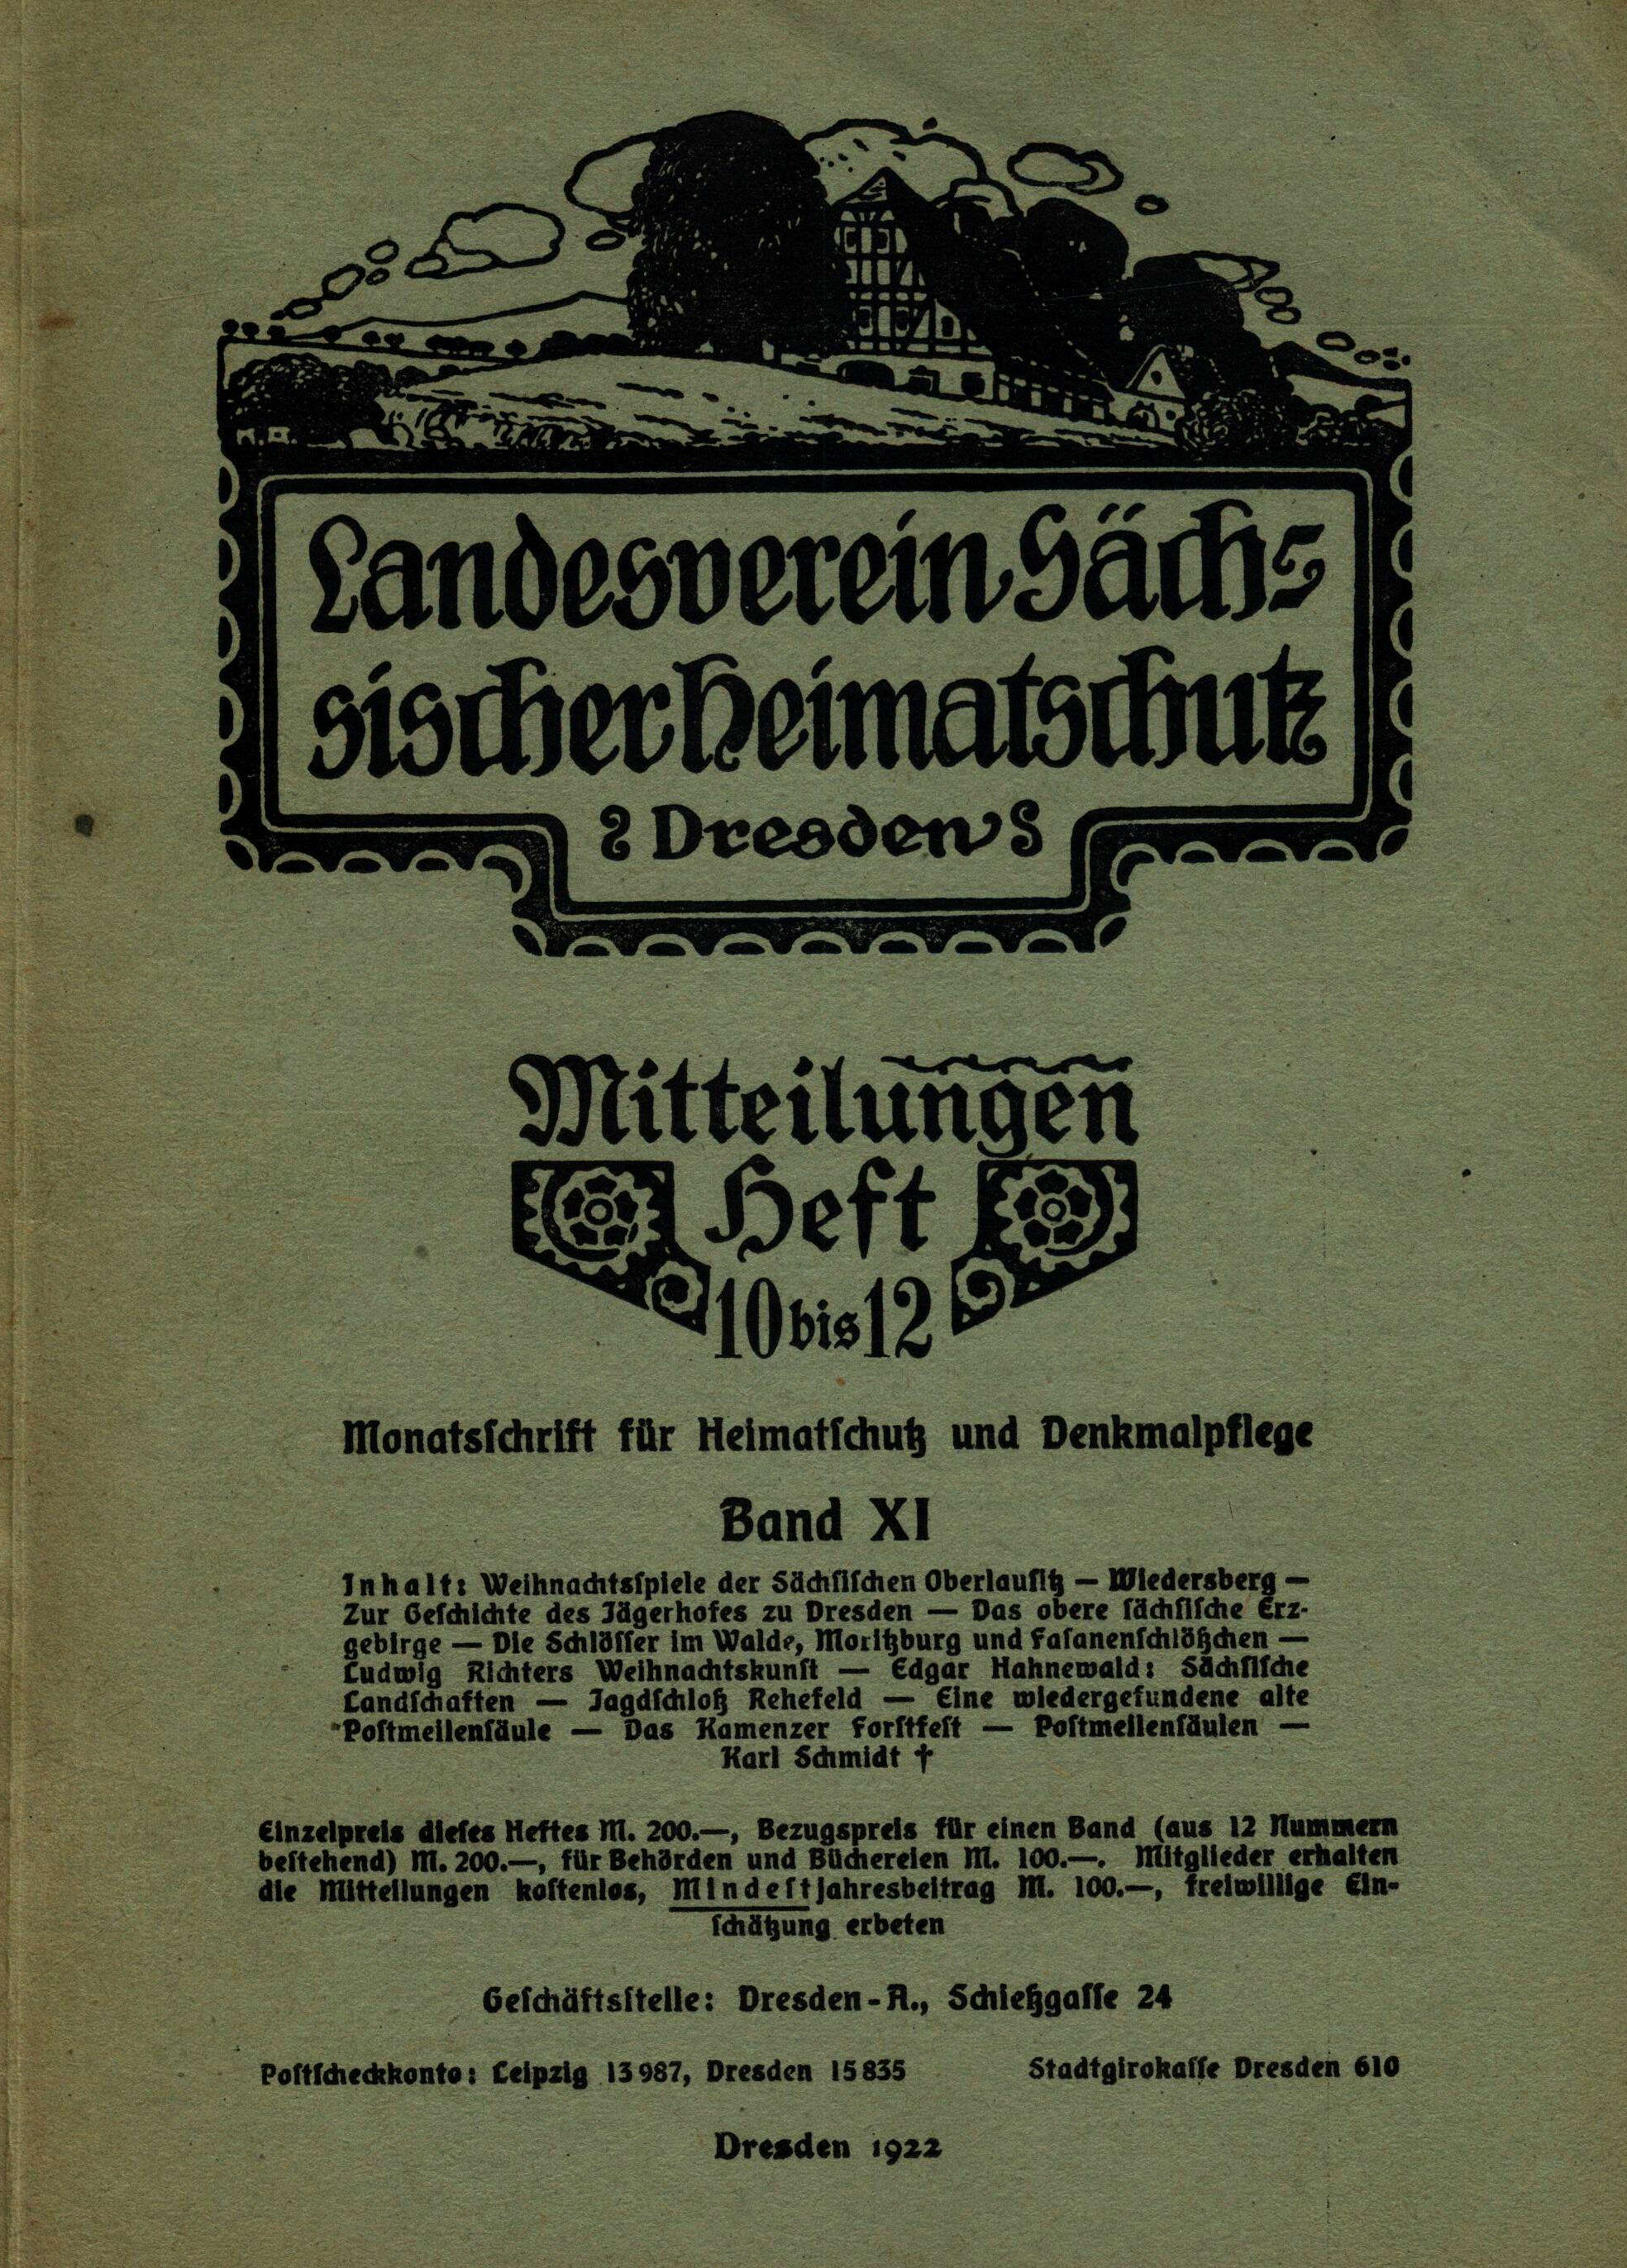 Landesverein Säch-
sischer Heimatschutz
Dresden
Mitteilungen
Heft
10 bis 12
Monatsſchrift für Heimatſchutz und Denkmalpflege
Band XI
Inhalt: Weihnachtsſpiele der Sächſiſchen Oberlauſitz — Wiedersberg —
Zur Geſchichte des Jägerhofes zu Dresden — Das obere ſächſiſche Erz-
gebirge — Die Schlöſſer im Walde, Moritzburg und Faſanenſchlößchen —
Ludwig Richters Weihnachtskunſt — Edgar Hahnewald: Sächſiſche
Landſchaften — Jagdſchloß Rehefeld — Eine wiedergefundene alte
Poſtmeilenſäule — Das Kamenzer Forſtfeſt — Poſtmeilenſäulen —
Karl Schmidt †
Einzelpreis dieſes Heftes M. 200.—, Bezugspreis für einen Band (aus 12 Nummern
beſtehend) M. 200.—, für Behörden und Büchereien M. 100.—. Mitglieder erhalten
die Mitteilungen koſtenlos, Mindeſtjahresbeitrag M. 100.—, freiwillige Ein-
ſchätzung erbeten
Geſchäftsſtelle: Dresden-A., Schießgaſſe 24
Poſtſcheckkonto: Leipzig 13987, Dresden 15835 Stadtgirokaſſe Dresden 610
Dresden 1922